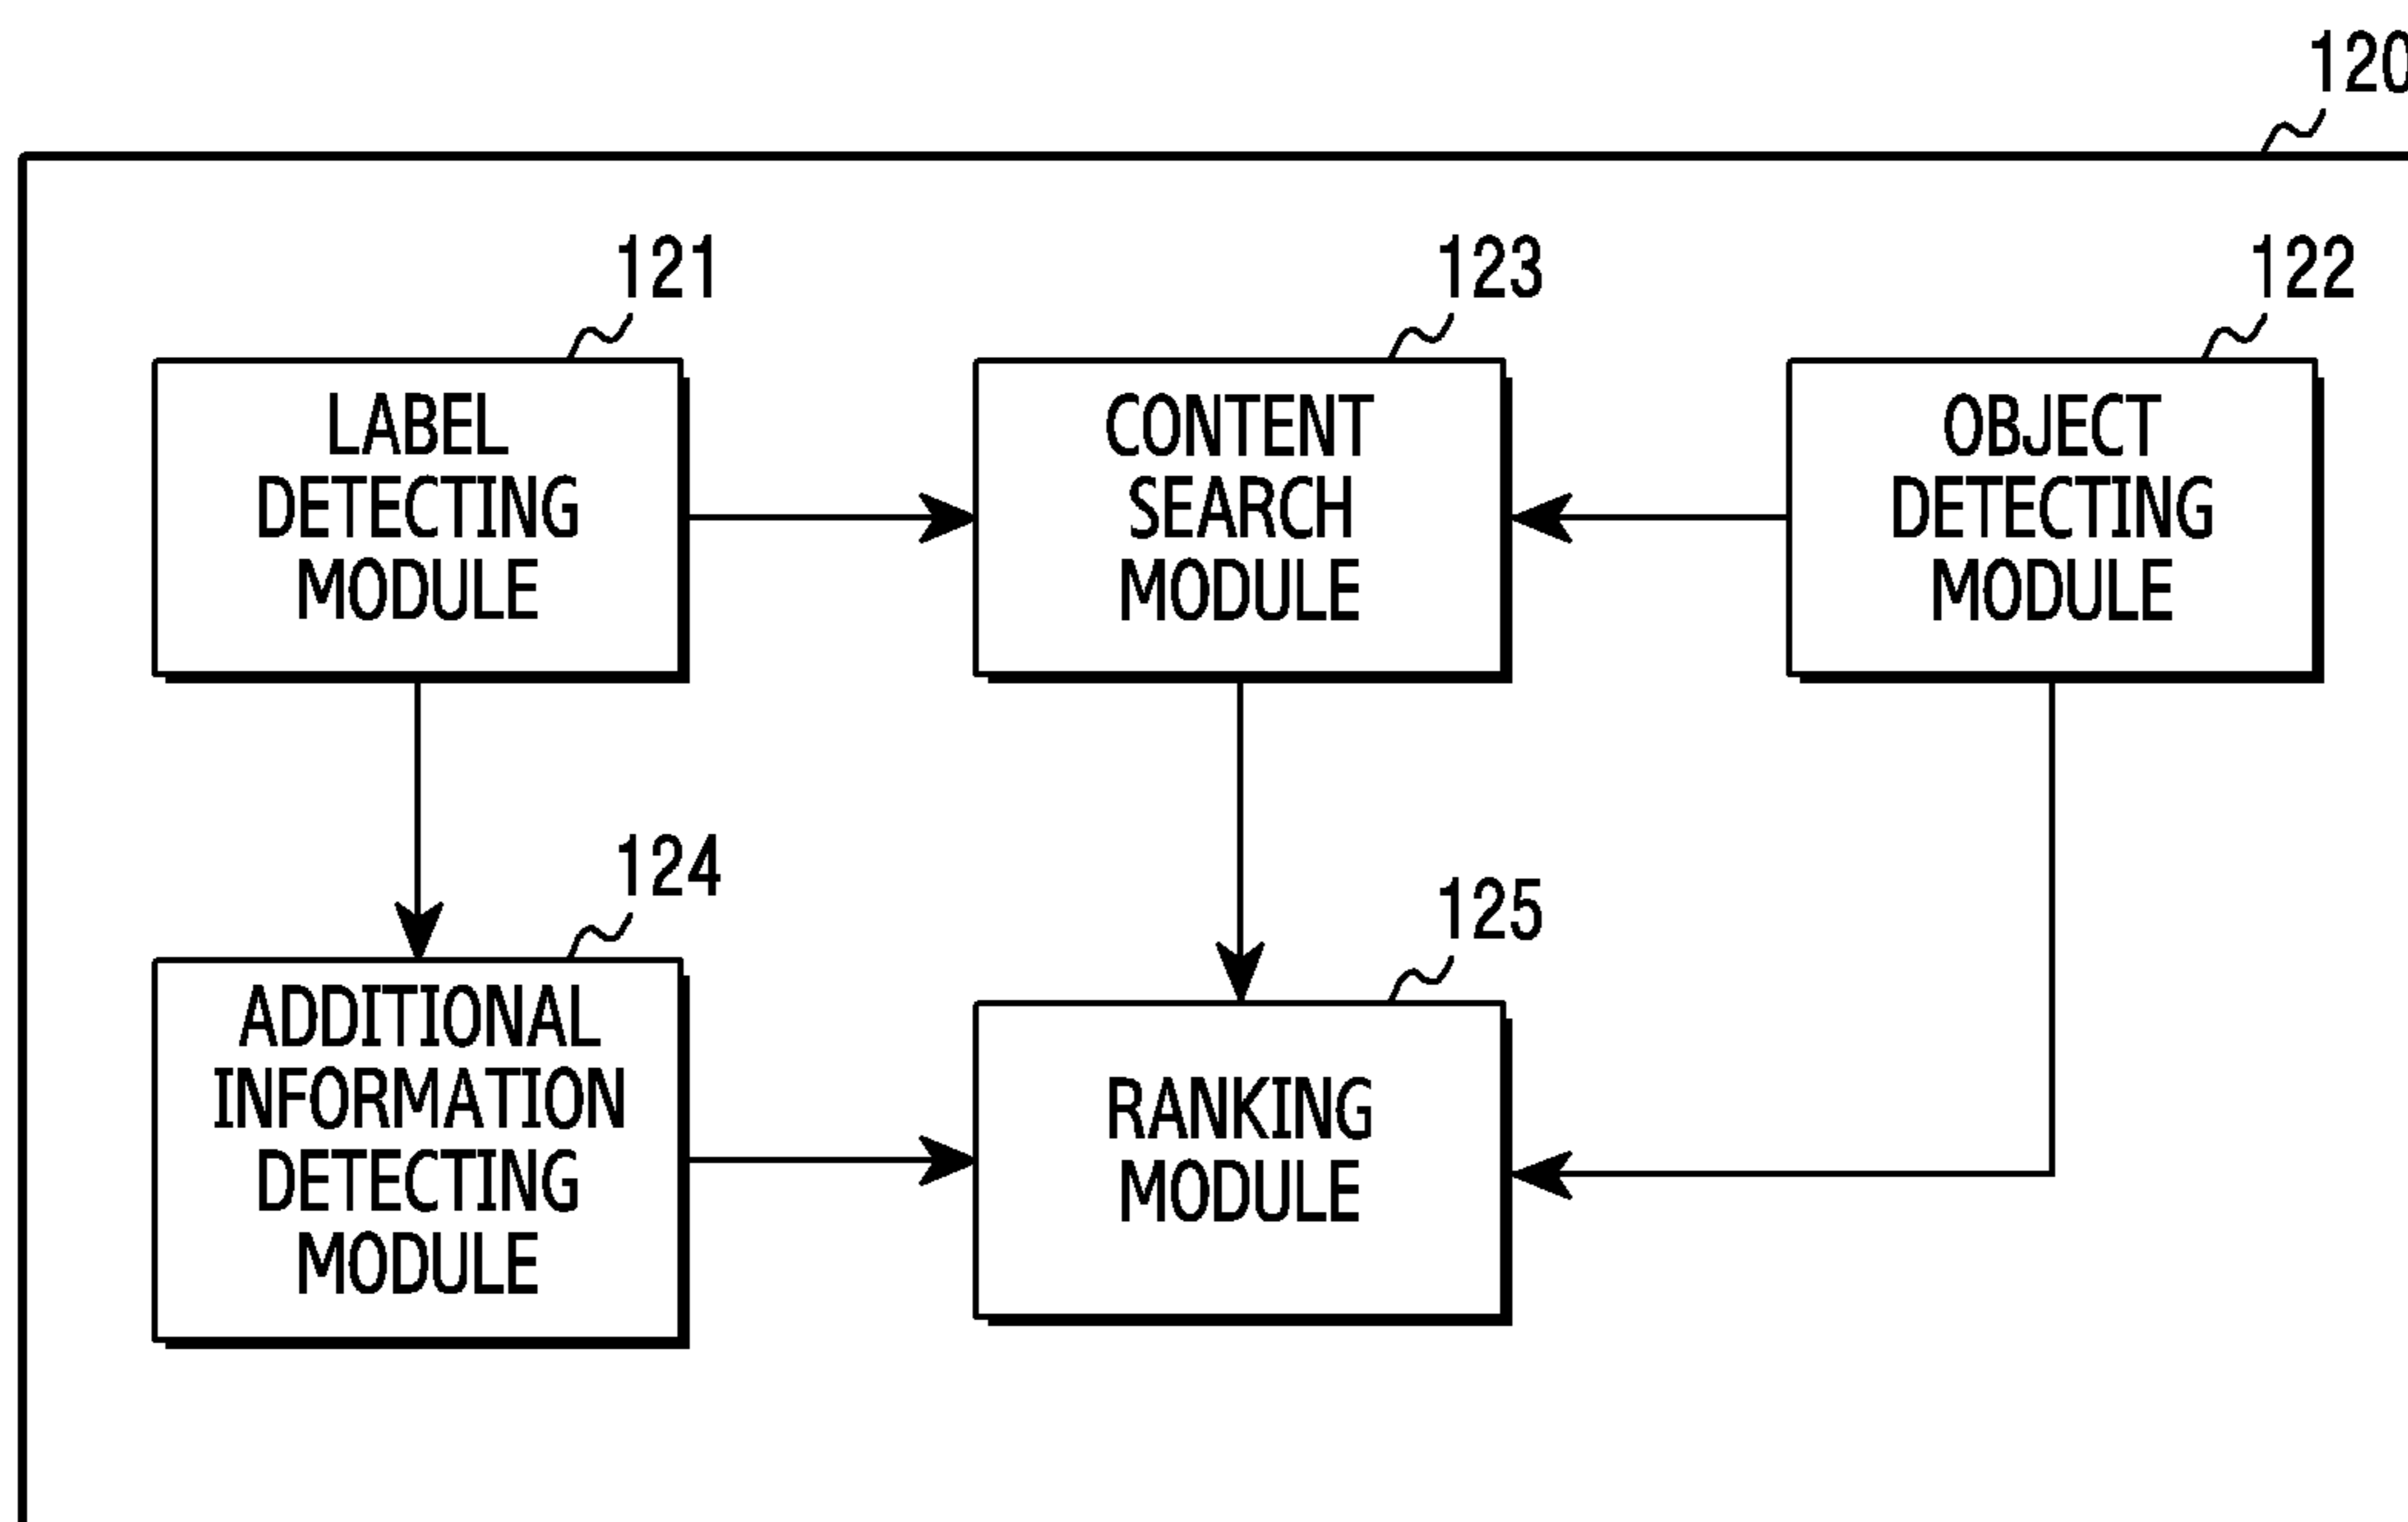 120
121
LABEL
DETECTING
MODULE
123
CONTENT
SEARCH
MODULE
122
OBJECT
DETECTING
MODULE
124
ADDITIONAL
INFORMATION
DETECTING
MODULE
125
RANKING
MODULE